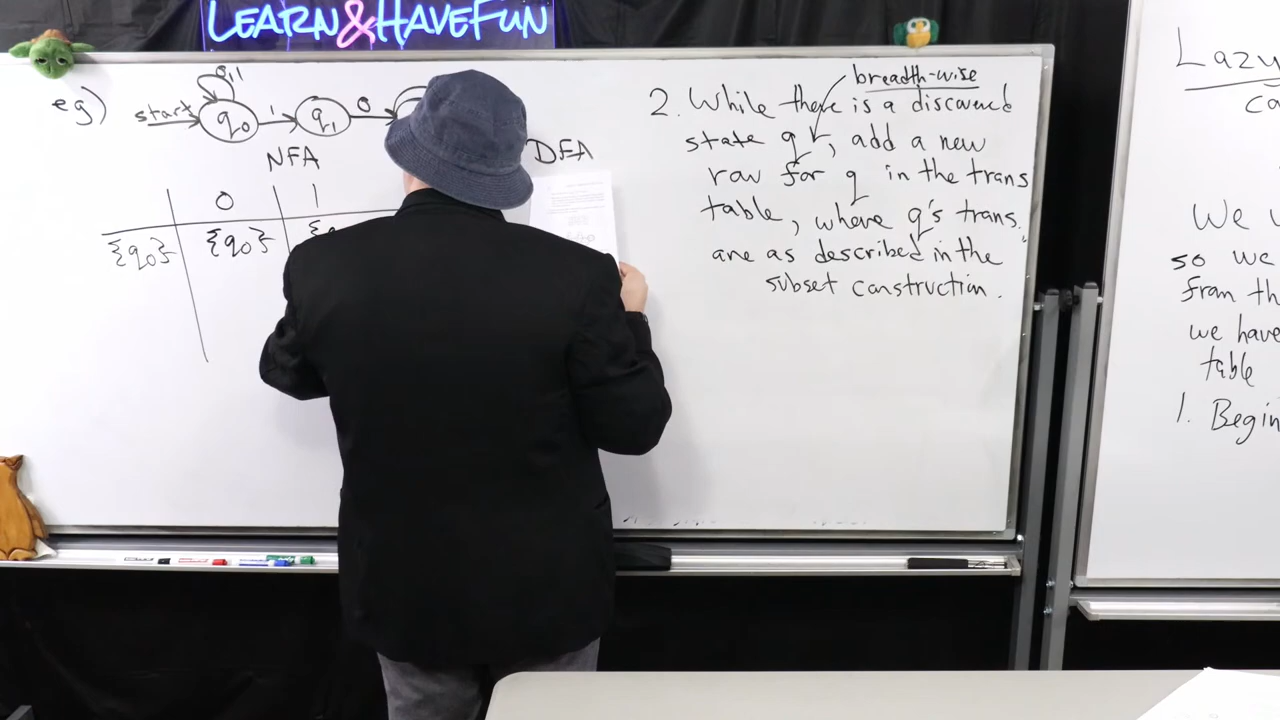 LEARN&HAVEFUN
eg)
start
0,1
q0
1
q1
0
NFA
DFA
0
1
{q0}
{q0}
breadth-wise
2. While there is a discovered
state q, add a new
row for q in the trans
table, where q's trans.
are as described in the
subset construction.
Lazy
We
so we
from th
we have
table
1. Begin